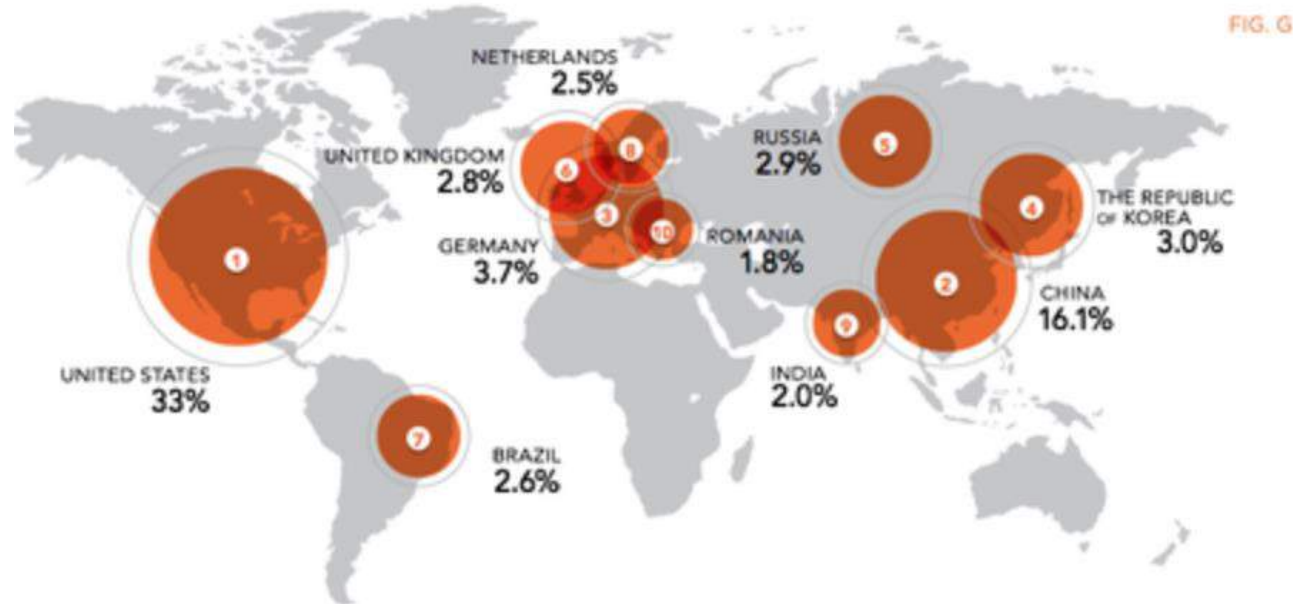 FIG. G
NETHERLANDS
2.5%
8
UNITED KINGDOM
2.8%
6
RUSSIA
2.9%
5
THE REPUBLIC
OF KOREA
3.0%
4
GERMANY
3.7%
3
ROMANIA
1.8%
10
1
UNITED STATES
33%
2
CHINA
16.1%
9
INDIA
2.0%
7
BRAZIL
2.6%